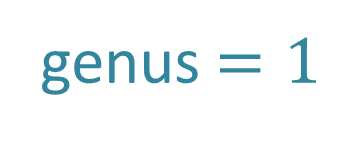 genus = 1